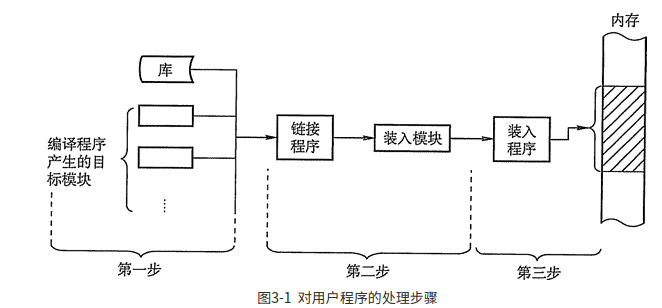 内存
库
编译程序
产生的目
标模块
链接
程序
装入模块
装入
程序
第一步
第二步
第三步
图3-1 对用户程序的处理步骤